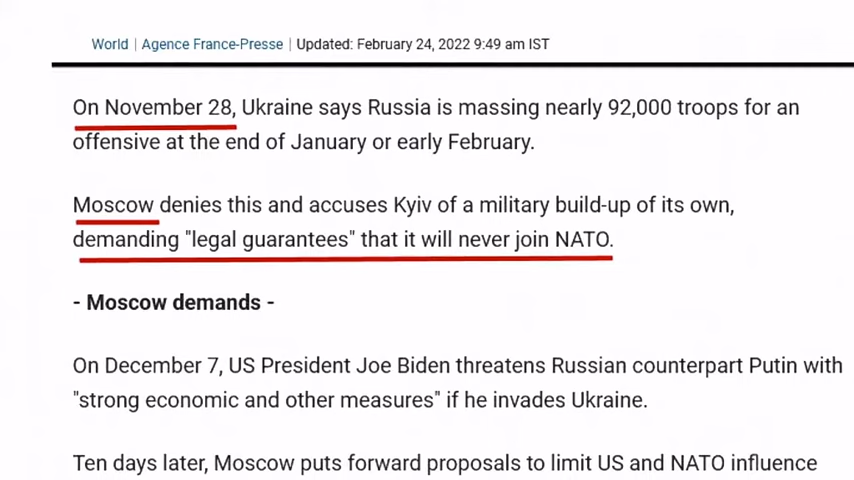 World | Agence France-Presse | Updated: February 24, 2022 9:49 am IST
On November 28, Ukraine says Russia is massing nearly 92,000 troops for an
offensive at the end of January or early February.
Moscow denies this and accuses Kyiv of a military build-up of its own,
demanding "legal guarantees" that it will never join NATO.
- Moscow demands -
On December 7, US President Joe Biden threatens Russian counterpart Putin with
"strong economic and other measures" if he invades Ukraine.
Ten days later, Moscow puts forward proposals to limit US and NATO influence